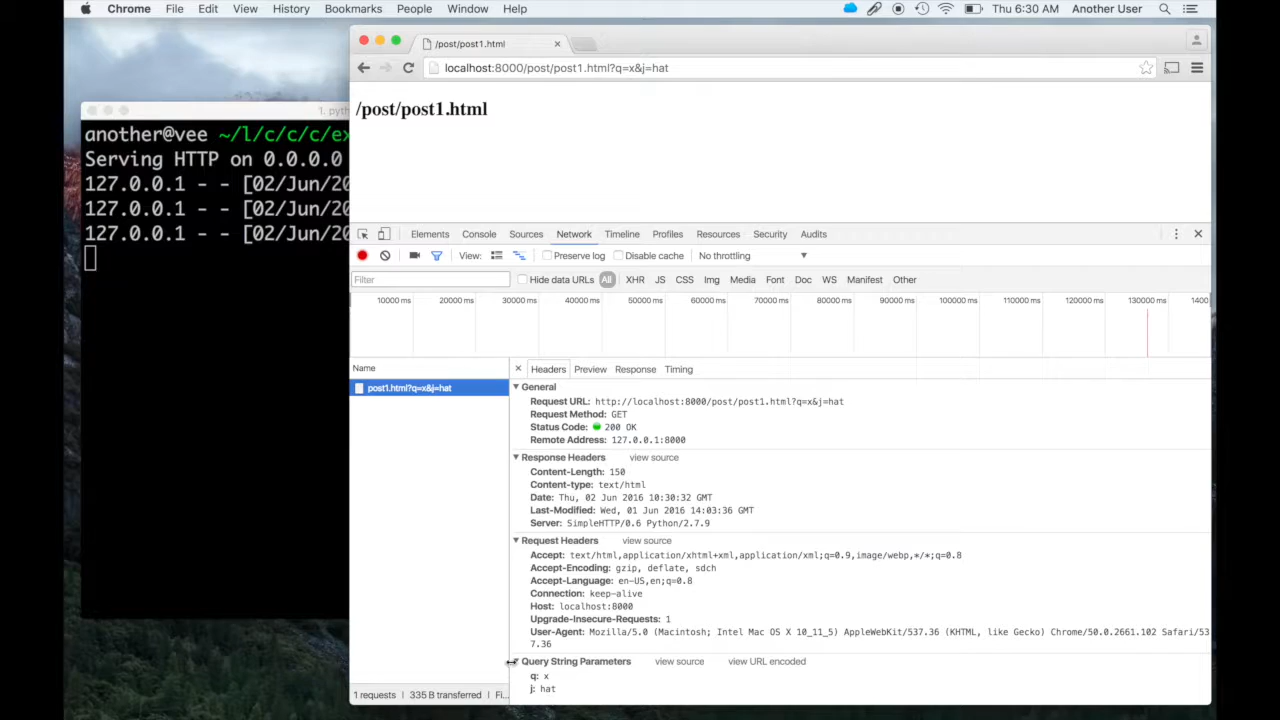 Chrome File Edit View History Bookmarks People Window Help Thu 6:30 AM Another User
/post/post1.html
localhost:8000/post/post1.html?q=x&j=hat
/post/post1.html
1. pyth
another@vee ~/l/c/c/c/ex
Serving HTTP on 0.0.0.0
127.0.0.1 - - [02/Jun/20
127.0.0.1 - - [02/Jun/20
127.0.0.1 - - [02/Jun/20
Elements Console Sources Network Timeline Profiles Resources Security Audits
View: Preserve log Disable cache No throttling
Filter Hide data URLs All XHR JS CSS Img Media Font Doc WS Manifest Other
10000 ms 20000 ms 30000 ms 40000 ms 50000 ms 60000 ms 70000 ms 80000 ms 90000 ms 100000 ms 110000 ms 120000 ms 130000 ms 1400
Name
post1.html?q=x&j=hat
1 requests | 335 B transferred | Fi...
Headers Preview Response Timing
General
Request URL: http://localhost:8000/post/post1.html?q=x&j=hat
Request Method: GET
Status Code: 200 OK
Remote Address: 127.0.0.1:8000
Response Headers view source
Content-Length: 150
Content-type: text/html
Date: Thu, 02 Jun 2016 10:30:32 GMT
Last-Modified: Wed, 01 Jun 2016 14:03:36 GMT
Server: SimpleHTTP/0.6 Python/2.7.9
Request Headers view source
Accept: text/html,application/xhtml+xml,application/xml;q=0.9,image/webp,*/*;q=0.8
Accept-Encoding: gzip, deflate, sdch
Accept-Language: en-US,en;q=0.8
Connection: keep-alive
Host: localhost:8000
Upgrade-Insecure-Requests: 1
User-Agent: Mozilla/5.0 (Macintosh; Intel Mac OS X 10_11_5) AppleWebKit/537.36 (KHTML, like Gecko) Chrome/50.0.2661.102 Safari/53
7.36
Query String Parameters view source view URL encoded
q: x
j: hat